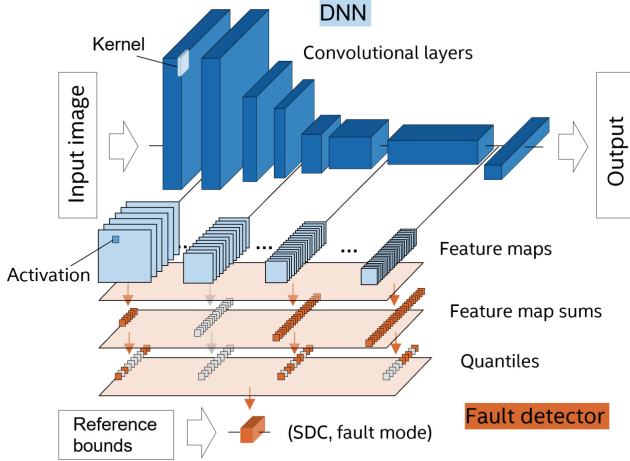 DNN
Kernel
Convolutional layers
Input image
Output
Activation
Feature maps
Feature map sums
Quantiles
Fault detector
Reference
bounds
(SDC, fault mode)